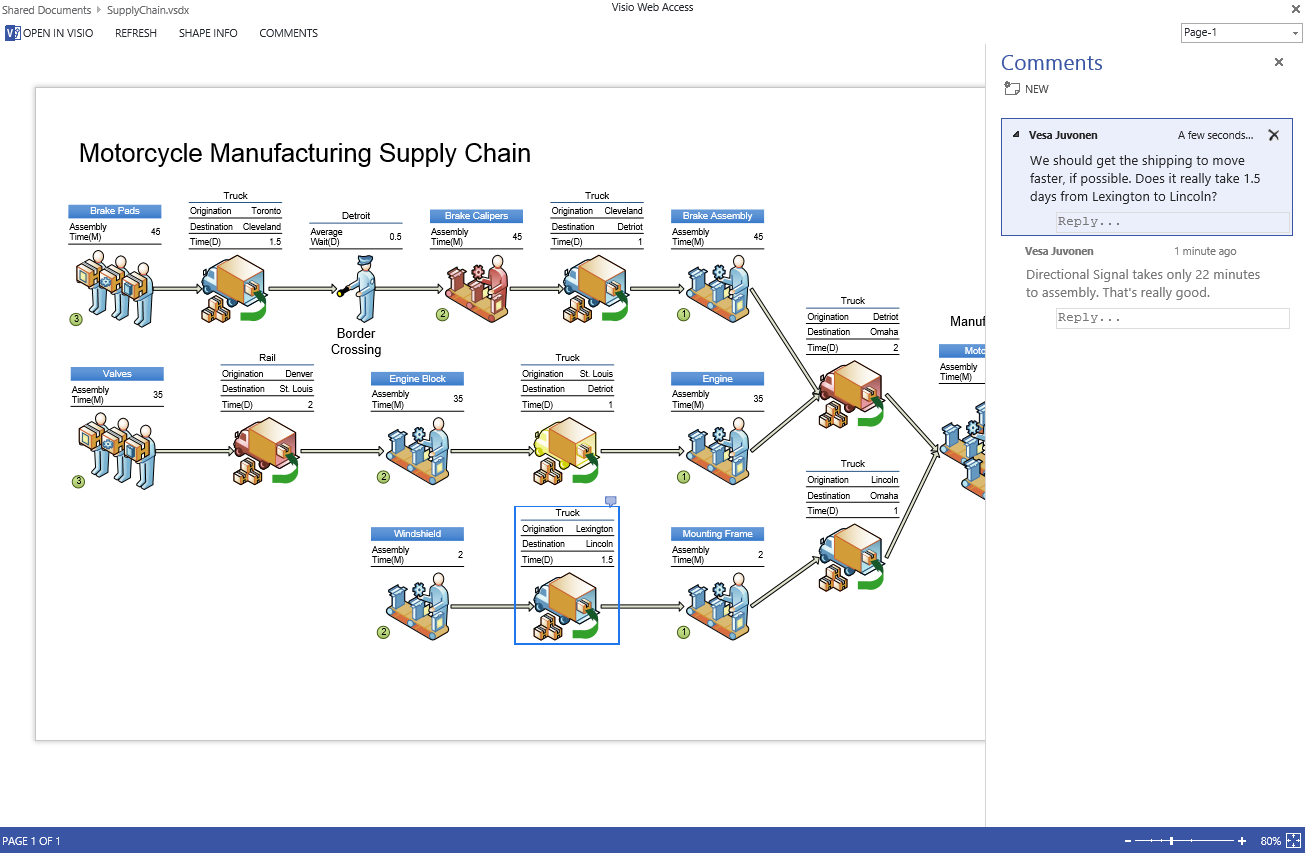 Shared Documents ▸ SupplyChain.vsdx
Visio Web Access
OPEN IN VISIO REFRESH SHAPE INFO COMMENTS
Page-1
Motorcycle Manufacturing Supply Chain
Brake Pads
Assembly
Time(M) 45
3
Truck
Origination Toronto
Destination Cleveland
Time(D) 1.5
Detroit
Average
Wait(D) 0.5
Border
Crossing
Brake Calipers
Assembly
Time(M) 45
2
Truck
Origination Cleveland
Destination Detriot
Time(D) 1
Brake Assembly
Assembly
Time(M) 45
1
Truck
Origination Detriot
Destination Omaha
Time(D) 2
Manuf
Moto
Assembly
Time(M)
Valves
Assembly
Time(M) 35
3
Rail
Origination Denver
Destination St. Louis
Time(D) 2
Engine Block
Assembly
Time(M) 35
2
Truck
Origination St. Louis
Destination Detriot
Time(D) 1
Engine
Assembly
Time(M) 35
1
Truck
Origination Lincoln
Destination Omaha
Time(D) 1
Windshield
Assembly
Time(M) 2
2
Truck
Origination Lexington
Destination Lincoln
Time(D) 1.5
Mounting Frame
Assembly
Time(M) 2
1
Comments
NEW
Vesa Juvonen A few seconds...
We should get the shipping to move
faster, if possible. Does it really take 1.5
days from Lexington to Lincoln?
Reply...
Vesa Juvonen 1 minute ago
Directional Signal takes only 22 minutes
to assembly. That's really good.
Reply...
PAGE 1 OF 1
80%